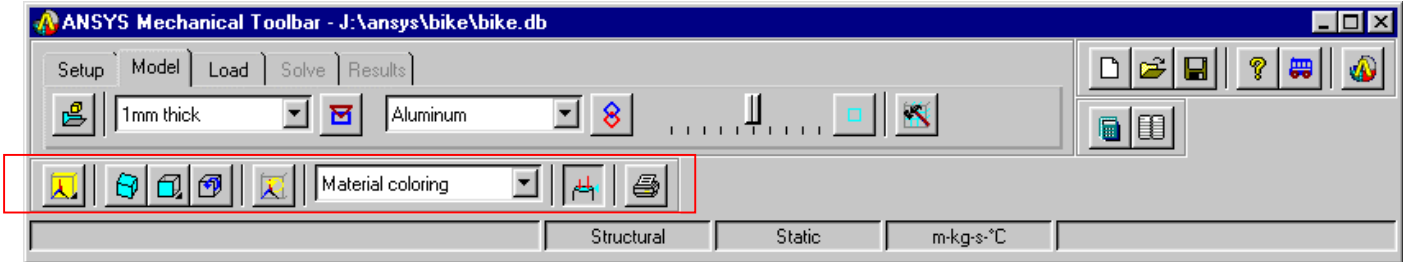 ANSYS Mechanical Toolbar - J:\ansys\bike\bike.db
Setup Model Load Solve Results
1mm thick Aluminum
Material coloring
Structural Static m-kg-s-°C